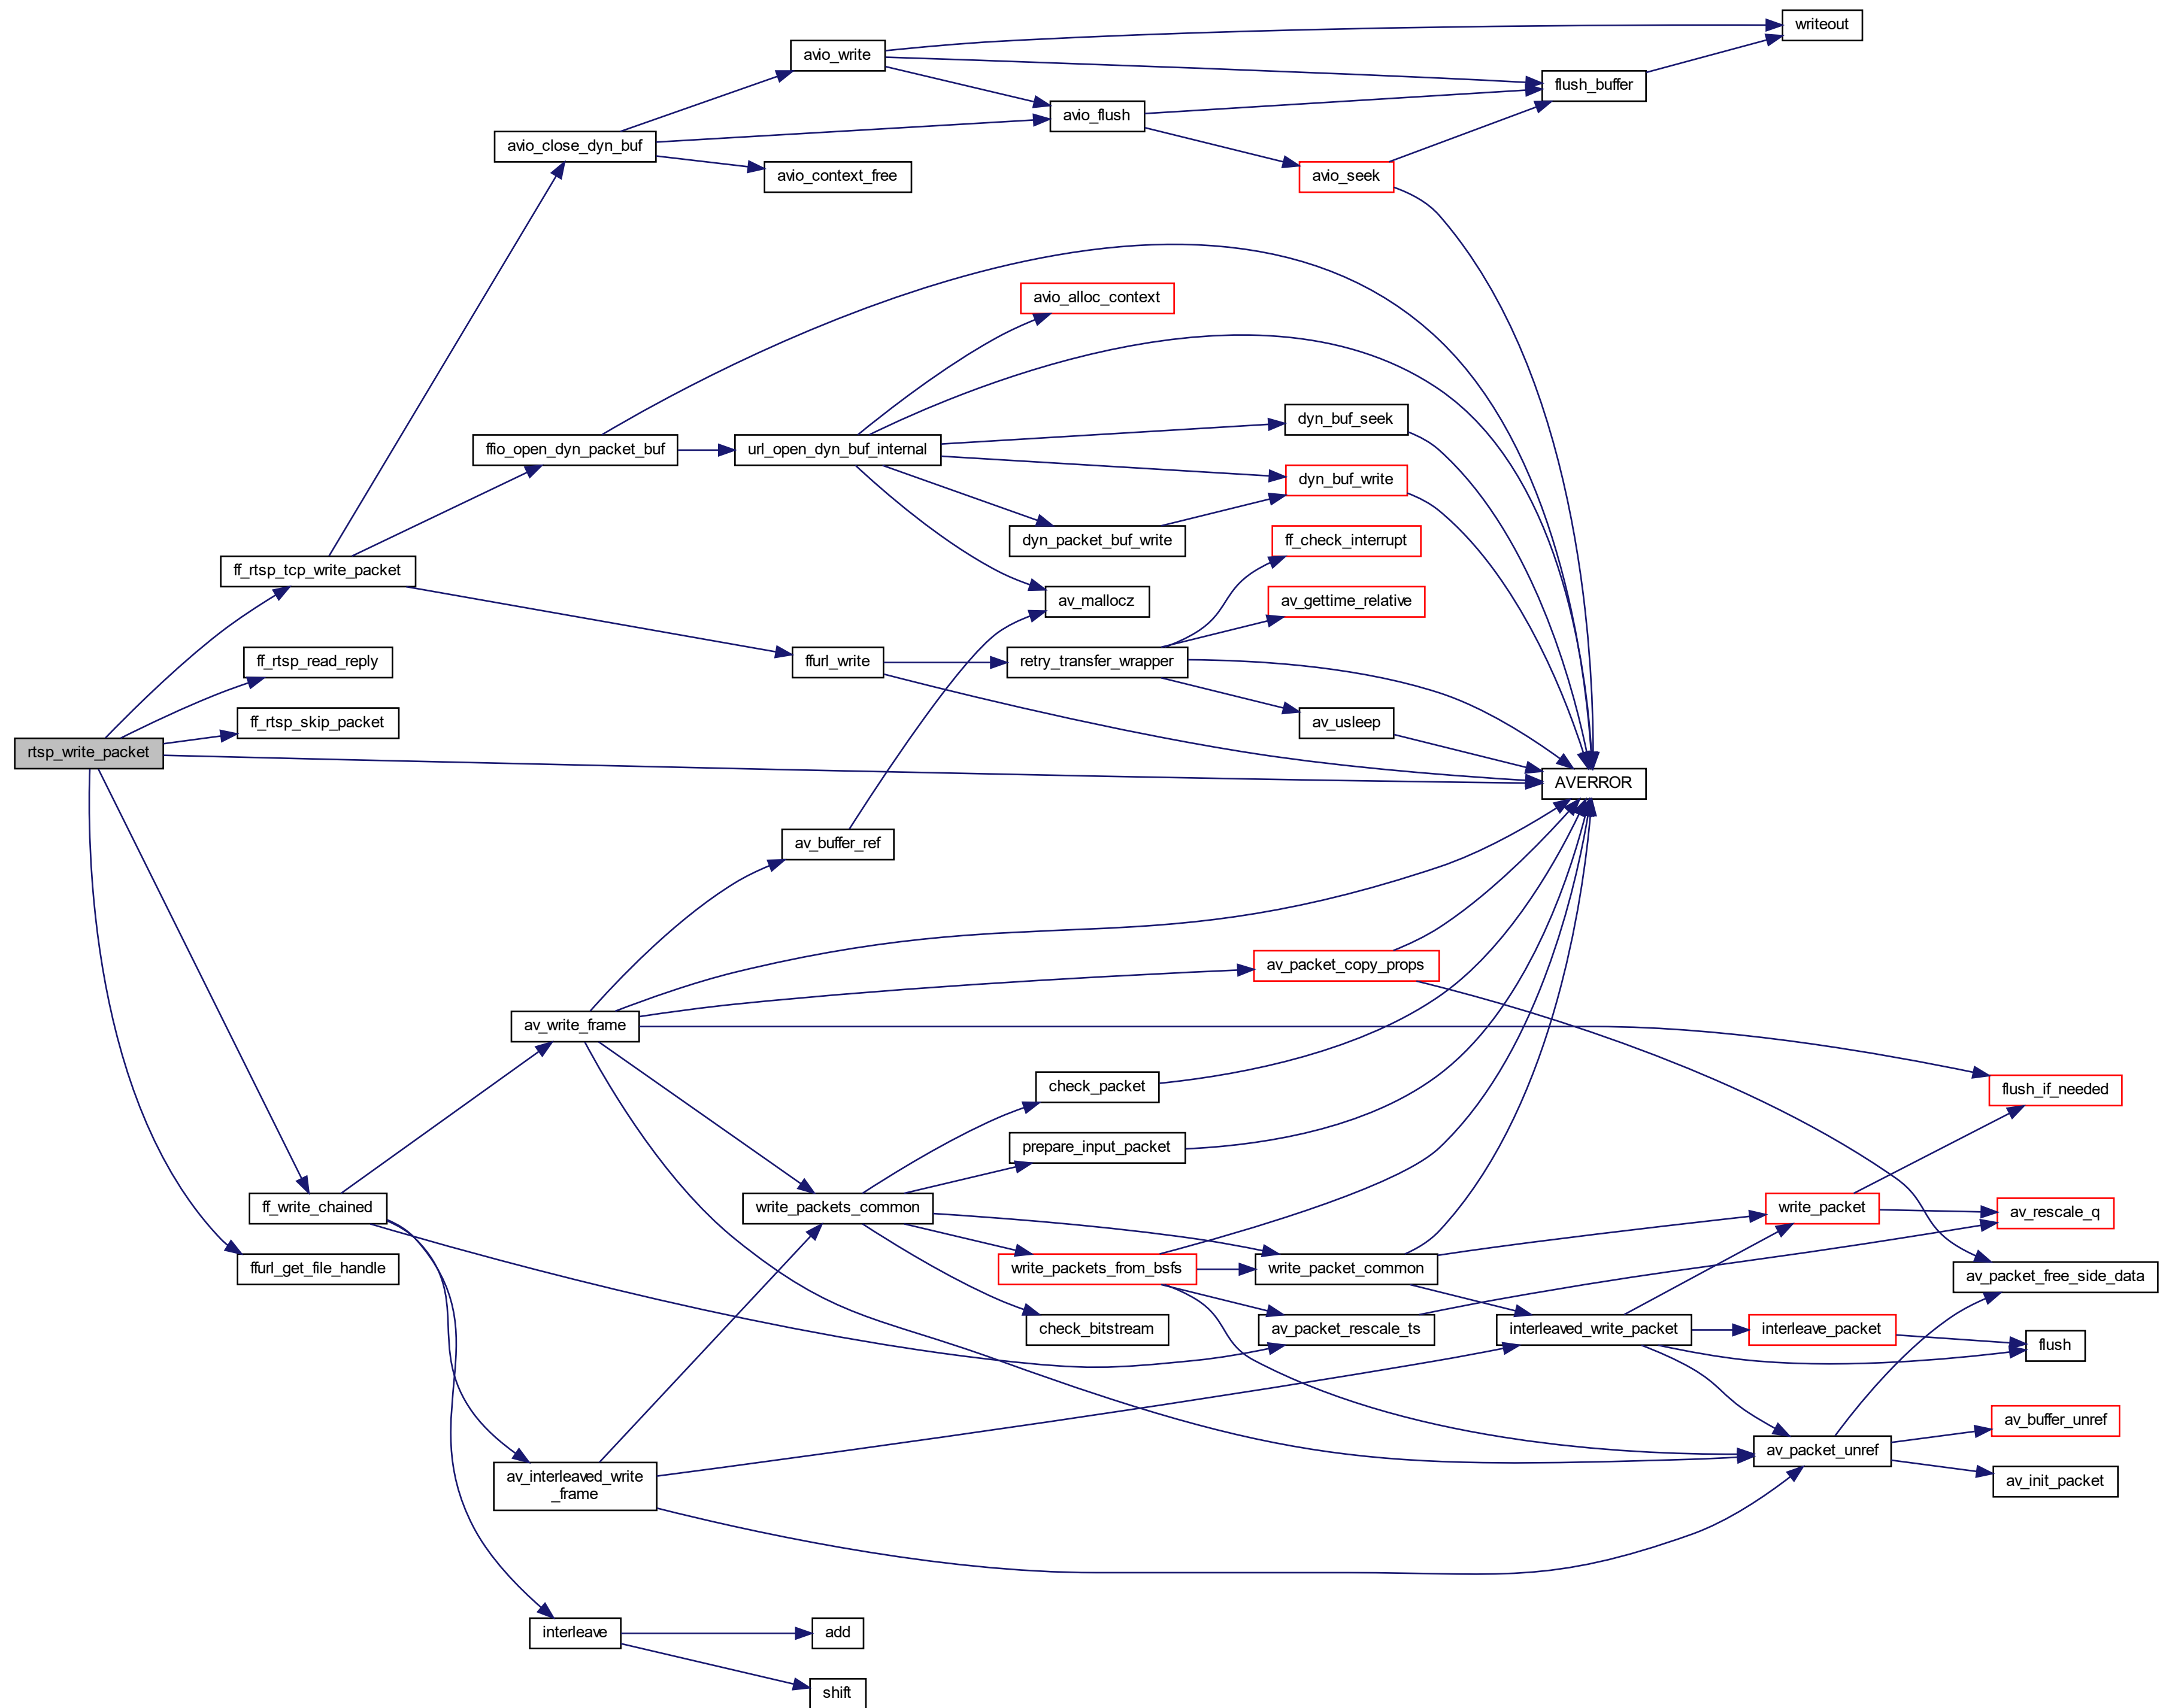 writeout
avio_write
flush_buffer
avio_flush
avio_close_dyn_buf
avio_context_free
avio_seek
avio_alloc_context
dyn_buf_seek
ffio_open_dyn_packet_buf
url_open_dyn_buf_internal
dyn_buf_write
dyn_packet_buf_write
ff_check_interrupt
ff_rtsp_tcp_write_packet
av_mallocz
av_gettime_relative
ff_rtsp_read_reply
ffurl_write
retry_transfer_wrapper
ff_rtsp_skip_packet
av_usleep
rtsp_write_packet
AVERROR
av_buffer_ref
av_packet_copy_props
av_write_frame
check_packet
flush_if_needed
prepare_input_packet
ff_write_chained
write_packets_common
write_packet
av_rescale_q
ffurl_get_file_handle
write_packets_from_bsfs
write_packet_common
av_packet_free_side_data
check_bitstream
av_packet_rescale_ts
interleaved_write_packet
interleave_packet
flush
av_buffer_unref
av_packet_unref
av_interleaved_write
_frame
av_init_packet
interleave
add
shift